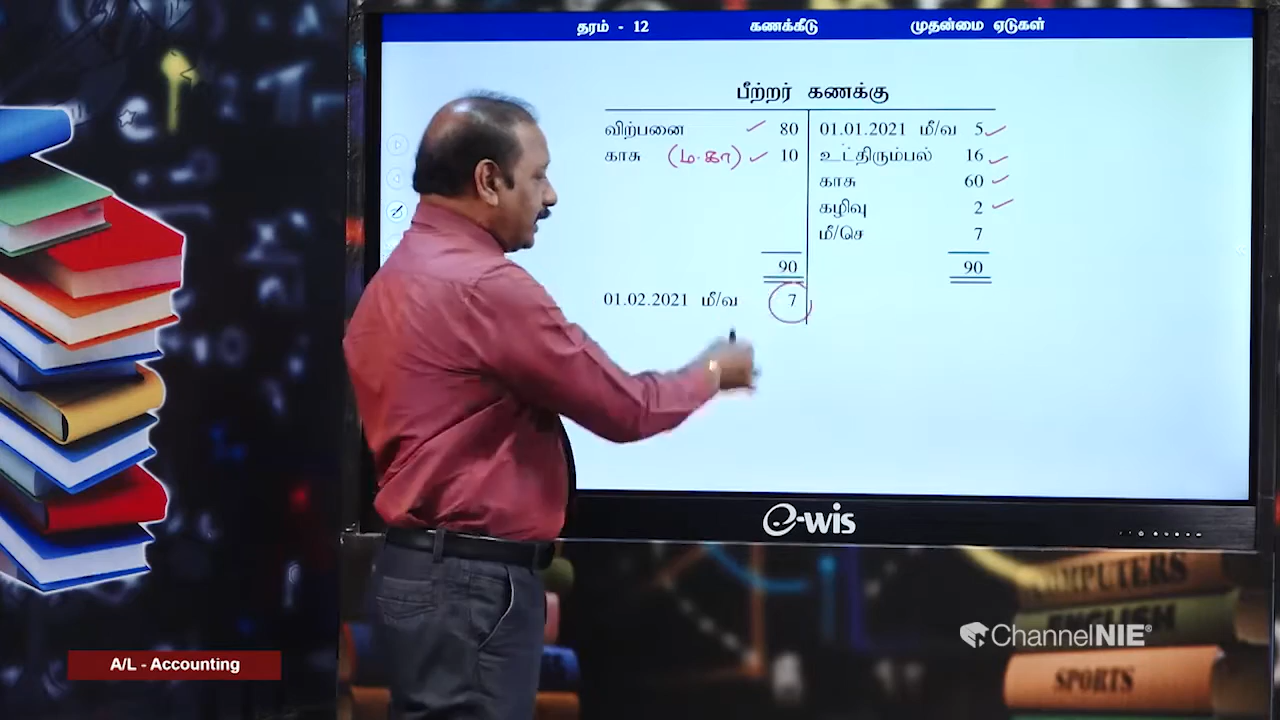 தரம் - 12 கணக்கீடு முதன்மை ஏடுகள்
பீற்றர் கணக்கு
விற்பனை 80 01.01.2021 மீ/வ 5
காசு (ம.கா) 10 உட்திரும்பல் 16
காசு 60
கழிவு 2
மீ/செ 7
90 90
01.02.2021 மீ/வ 7
e-wis
COMPUTERS
ENGLISH
ChannelNIE®
A/L - Accounting
SPORTS